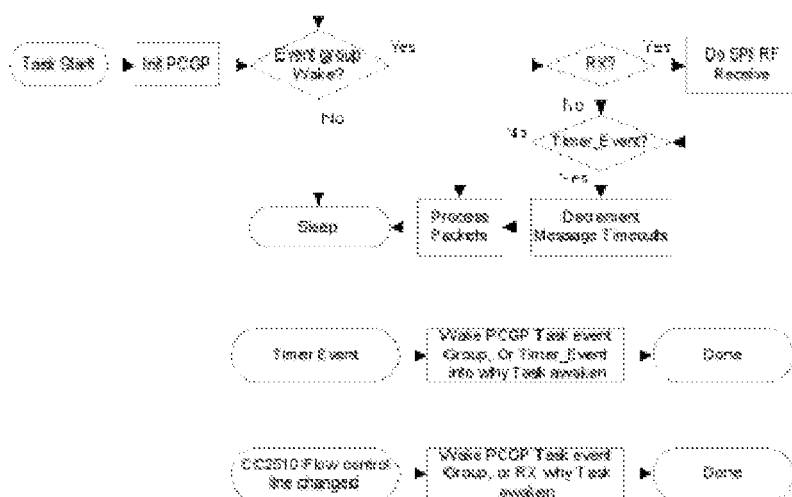 Task Start
Init PCGP
Event group
Wake?
Yes
No
RX?
Yes
Do SPI RF
Receive
No
Timer_Event?
No
Yes
Sleep
Process
Packets
Decrement
Message Timeouts
Timer Event
Wake PCGP Task event
Group, Or Timer_Event
into why Task awaken
Done
CC2510 Flow control
line changed
Wake PCGP Task event
Group, or RX why Task
awaken
Done